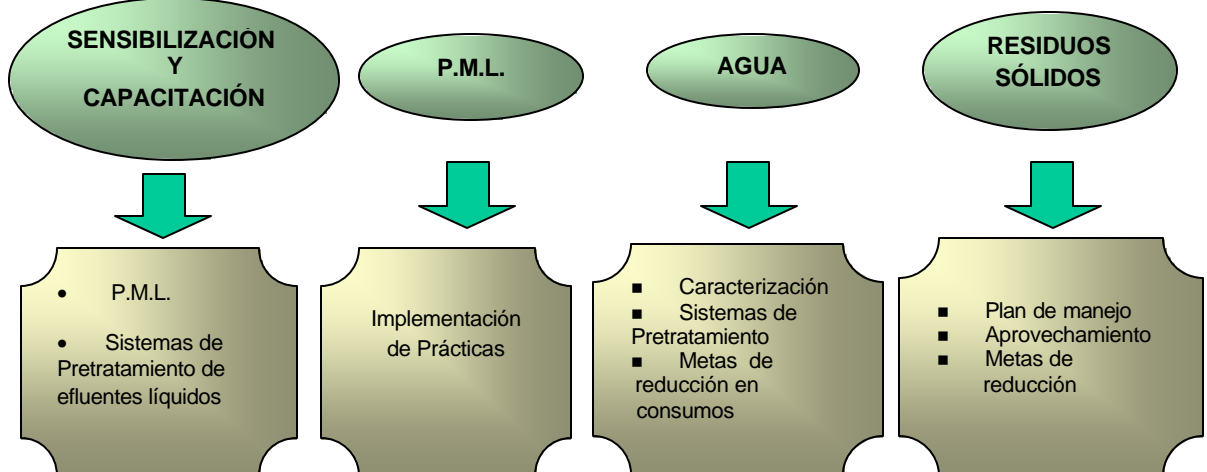 SENSIBILIZACIÓN
Y
CAPACITACIÓN
P.M.L.
AGUA
RESIDUOS
SÓLIDOS
• P.M.L.
• Sistemas de
Pretratamiento de
efluentes líquidos
Implementación
de Prácticas
▪ Caracterización
▪ Sistemas de
Pretratamiento
▪ Metas de
reducción en
consumos
▪ Plan de manejo
▪ Aprovechamiento
▪ Metas de
reducción